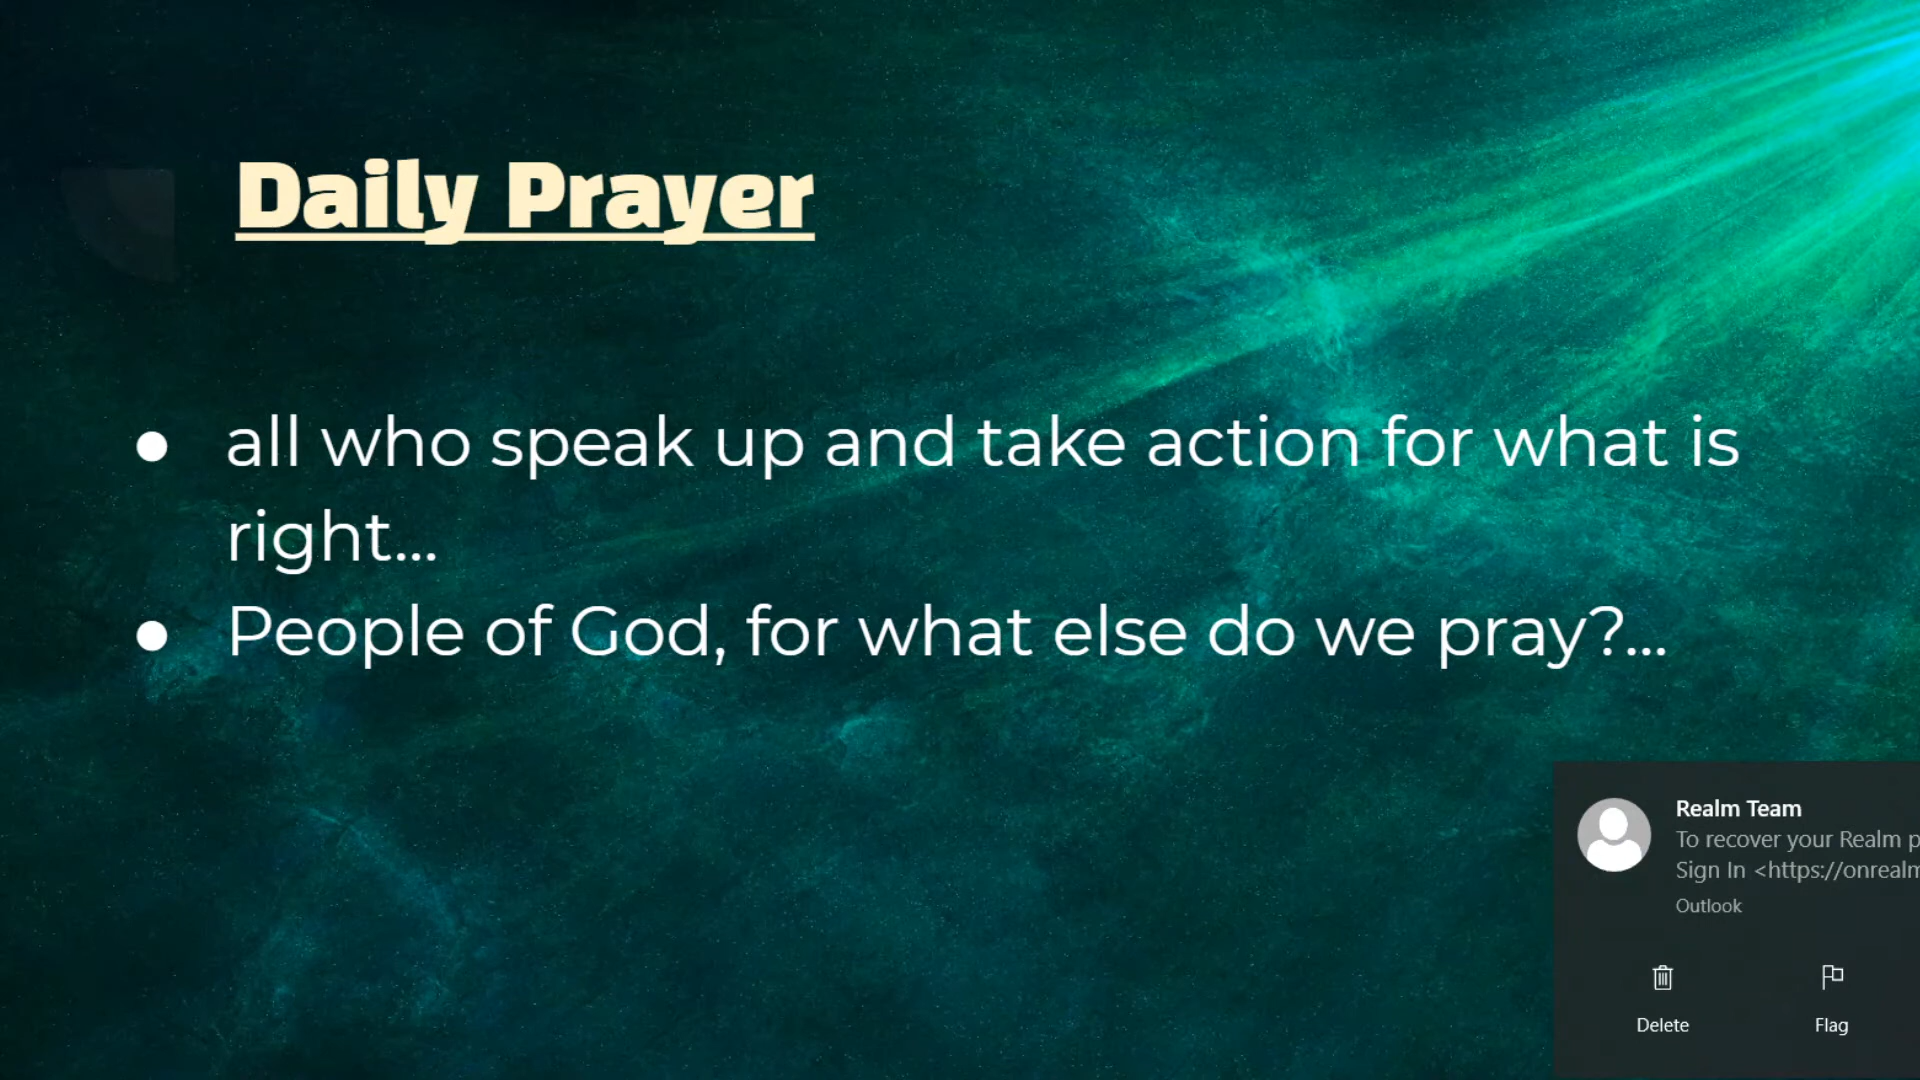 Daily Prayer
● all who speak up and take action for what is
right...
● People of God, for what else do we pray?...
Realm Team
To recover your Realm
Sign In <https://onrealm
Outlook
Delete Flag